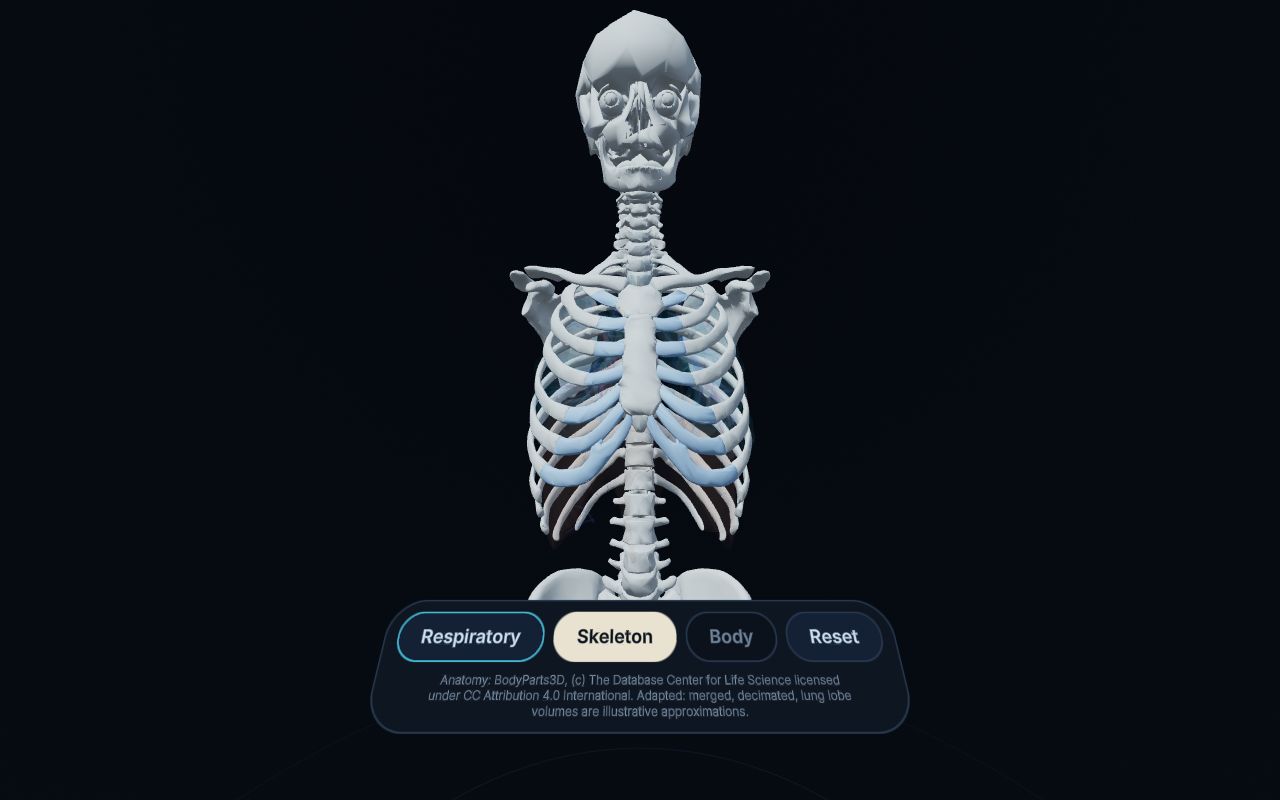 Respiratory Skeleton Body Reset
Anatomy: BodyParts3D, (c) The Database Center for Life Science licensed
under CC Attribution 4.0 International. Adapted: merged, decimated, lung lobe
volumes are illustrative approximations.